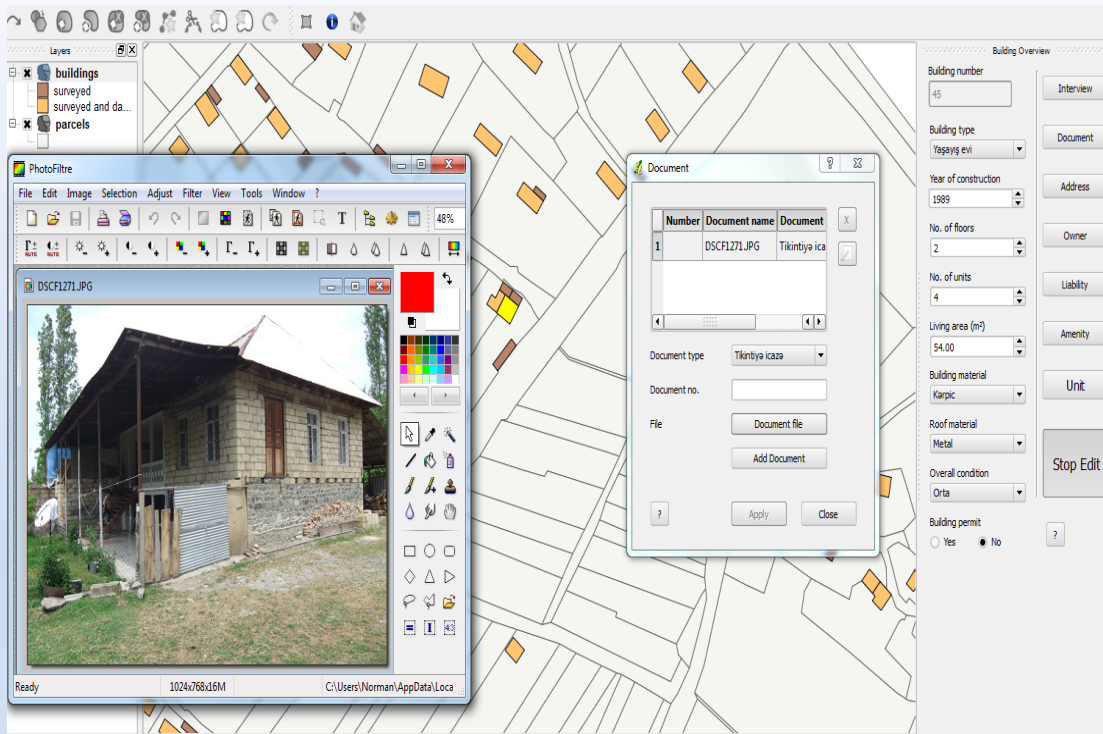 Layers
buildings
surveyed
surveyed and da...
parcels
PhotoFiltre
File Edit Image Selection Adjust Filter View Tools Window ?
T 48%
AUTO AUTO
DSCF1271.JPG
Ready 1024x768x16M C:\Users\Norman\AppData\Loca
Document
Number Document name Document
1 DSCF1271.JPG Tikintiyə ica
Document type Tikintiyə icazə
Document no.
File Document file
Add Document
? Apply Close
Building Overview
Building number
45
Building type
Yaşayış evi
Year of construction
1989
No. of floors
2
No. of units
4
Living area (m²)
54.00
Building material
Kərpic
Roof material
Metal
Overall condition
Orta
Building permit
Yes No
Interview
Document
Address
Owner
Liability
Amenity
Unit
Stop Edit
?